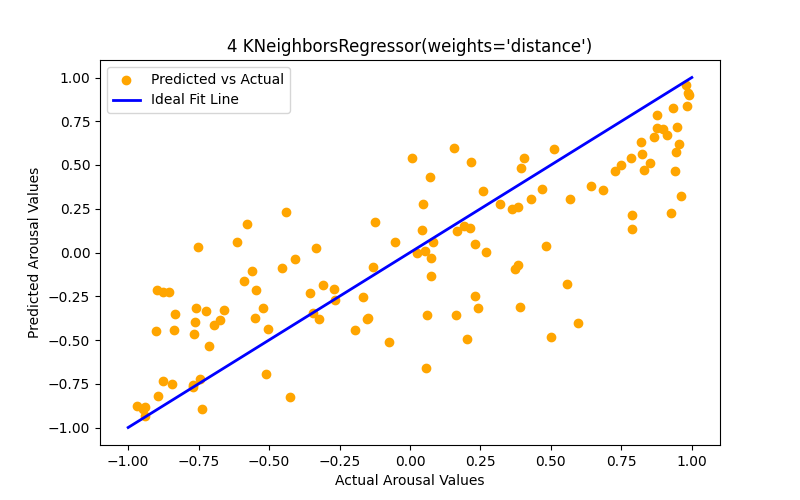 4 KNeighborsRegressor(weights='distance')
Predicted vs Actual
Ideal Fit Line
Predicted Arousal Values
1.00
0.75
0.50
0.25
0.00
−0.25
−0.50
−0.75
−1.00
−1.00 −0.75 −0.50 −0.25 0.00 0.25 0.50 0.75 1.00
Actual Arousal Values